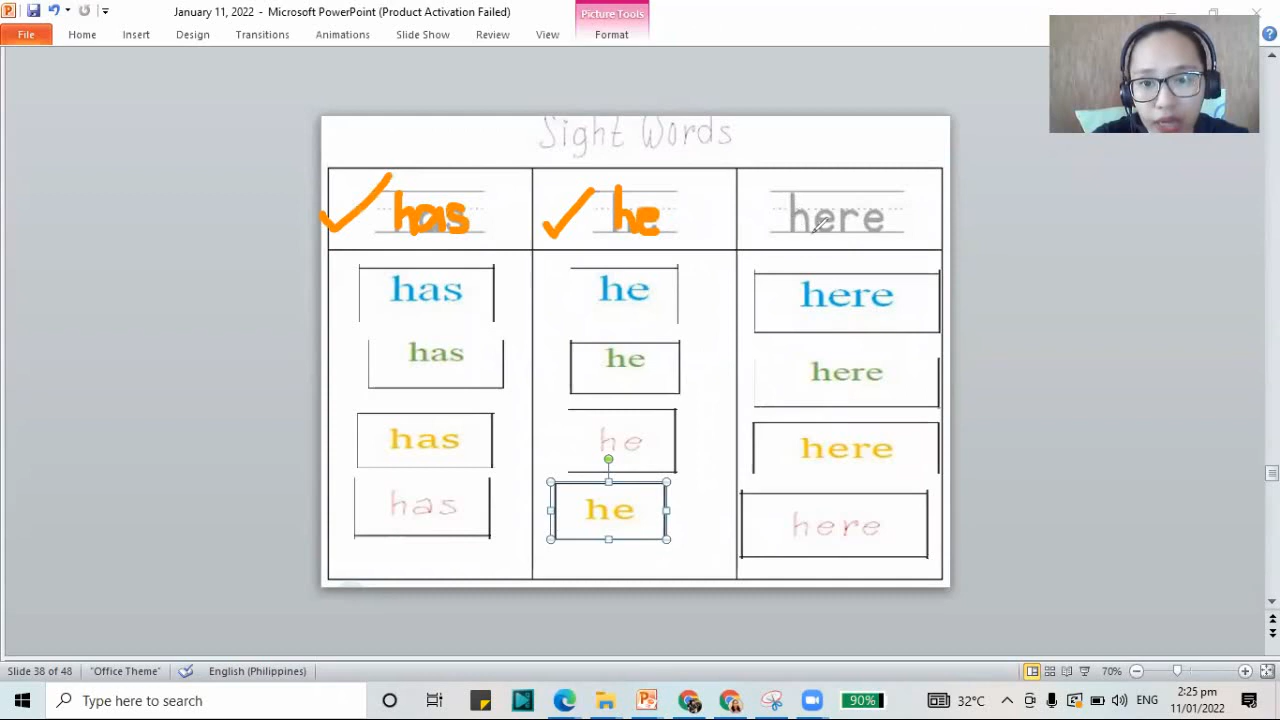 January 11, 2022 - Microsoft PowerPoint (Product Activation Failed)
Picture Tools
File Home Insert Design Transitions Animations Slide Show Review View Format
Sight Words
has he here
has he here
has he here
has he here
has he here
Slide 38 of 48 "Office Theme" English (Philippines) 70%
Type here to search 90% 32°C ENG 2:25 pm
11/01/2022